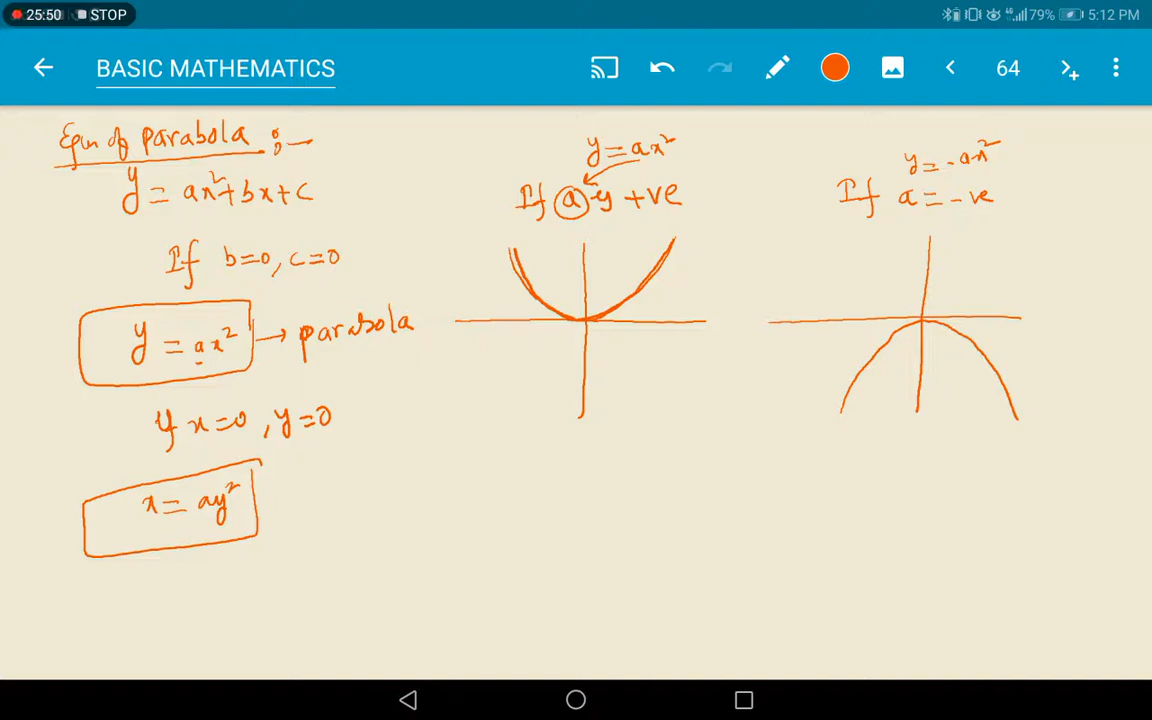 25:50 STOP 79% 5:12 PM
BASIC MATHEMATICS 64
Eqn of parabola :-
y = ax²+bx+c
If b=0, c=0
y = ax² → parabola
If x=0, y=0
x = ay²
y = ax²
If a is +ve
y = -ax²
If a = -ve